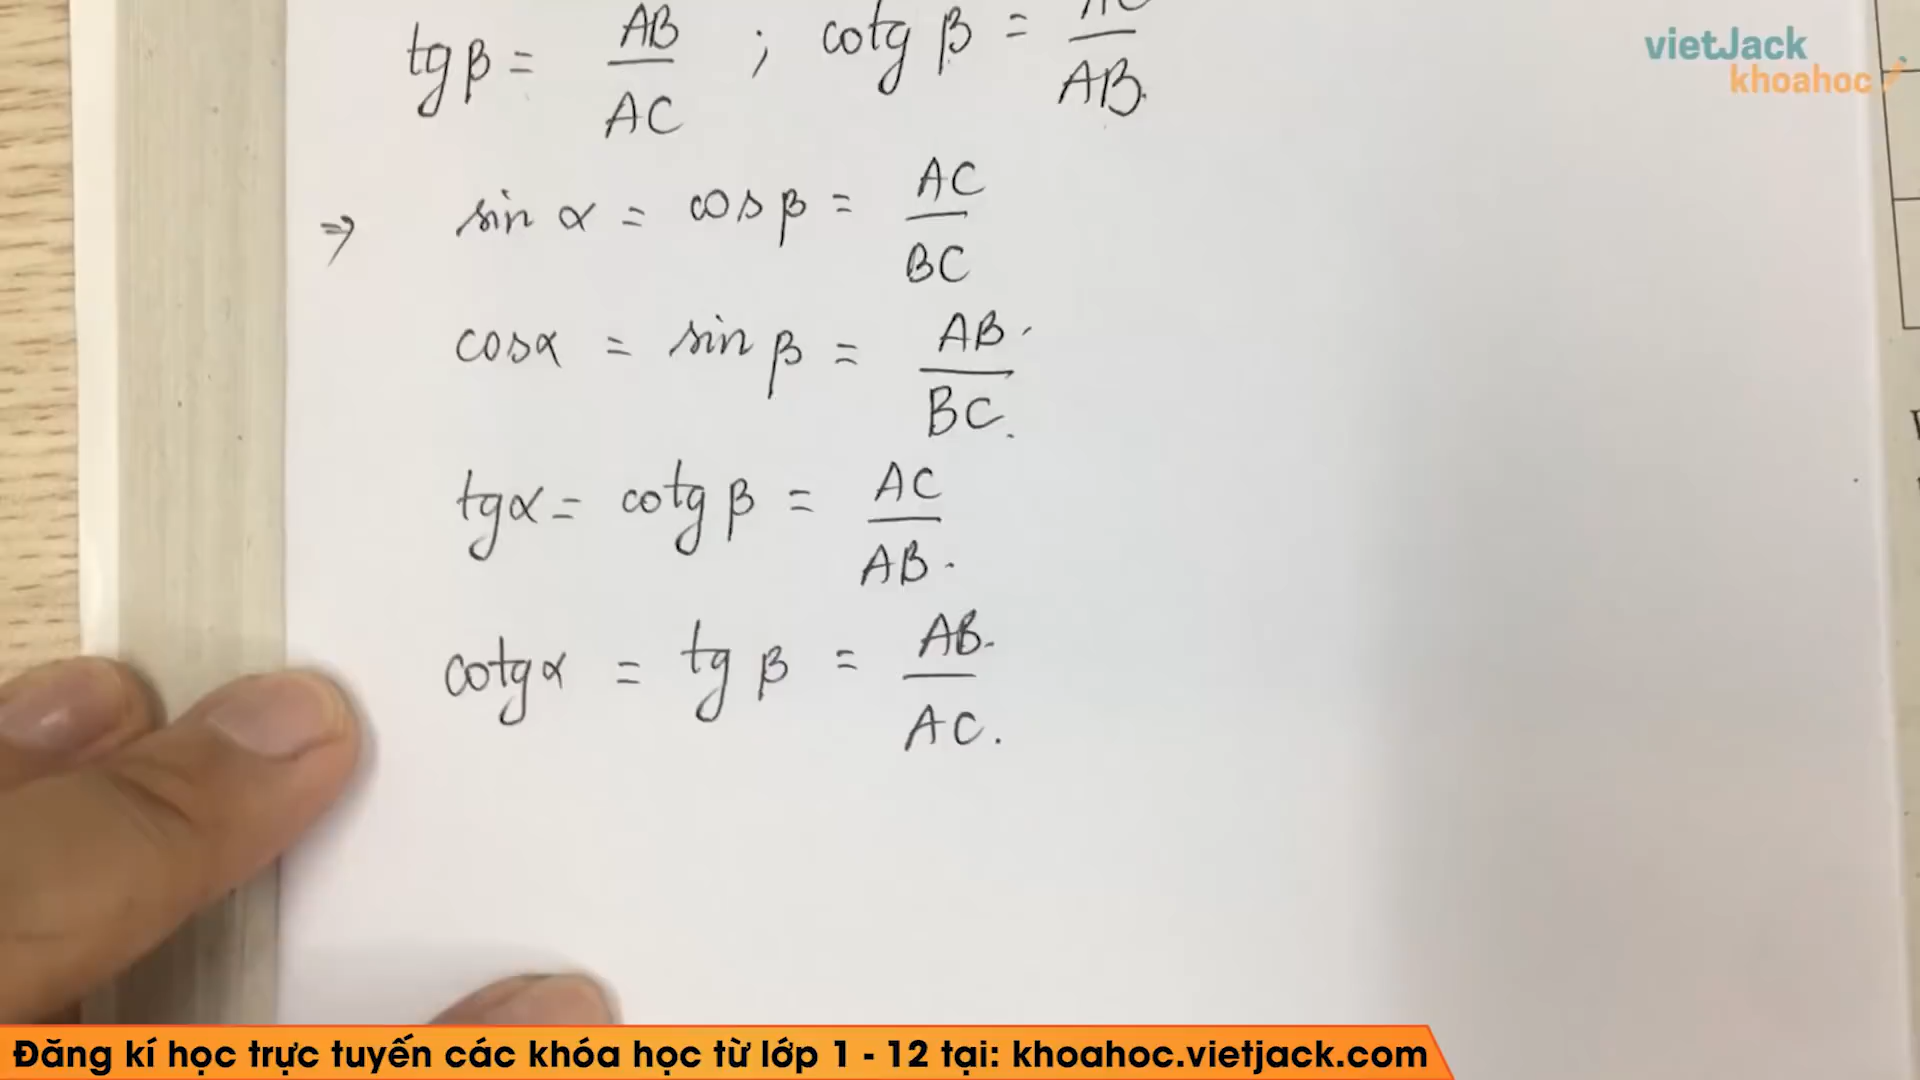 tgβ = AB/AC ; cotg β = AC/AB.
⇒ sin α = cos β = AC/BC
cosα = sin β = AB/BC.
tgα = cotg β = AC/AB.
cotgα = tg β = AB/AC.
vietJack
khoahoc
Đăng kí học trực tuyến các khóa học từ lớp 1 - 12 tại: khoahoc.vietjack.com